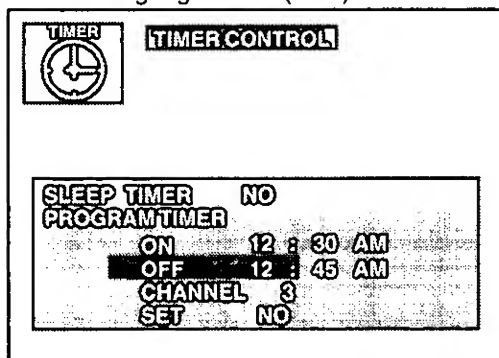 TIMER
TIMER CONTROL
SLEEP TIMER NO
PROGRAM TIMER
ON 12 : 30 AM
OFF 12 : 45 AM
CHANNEL 3
SET NO